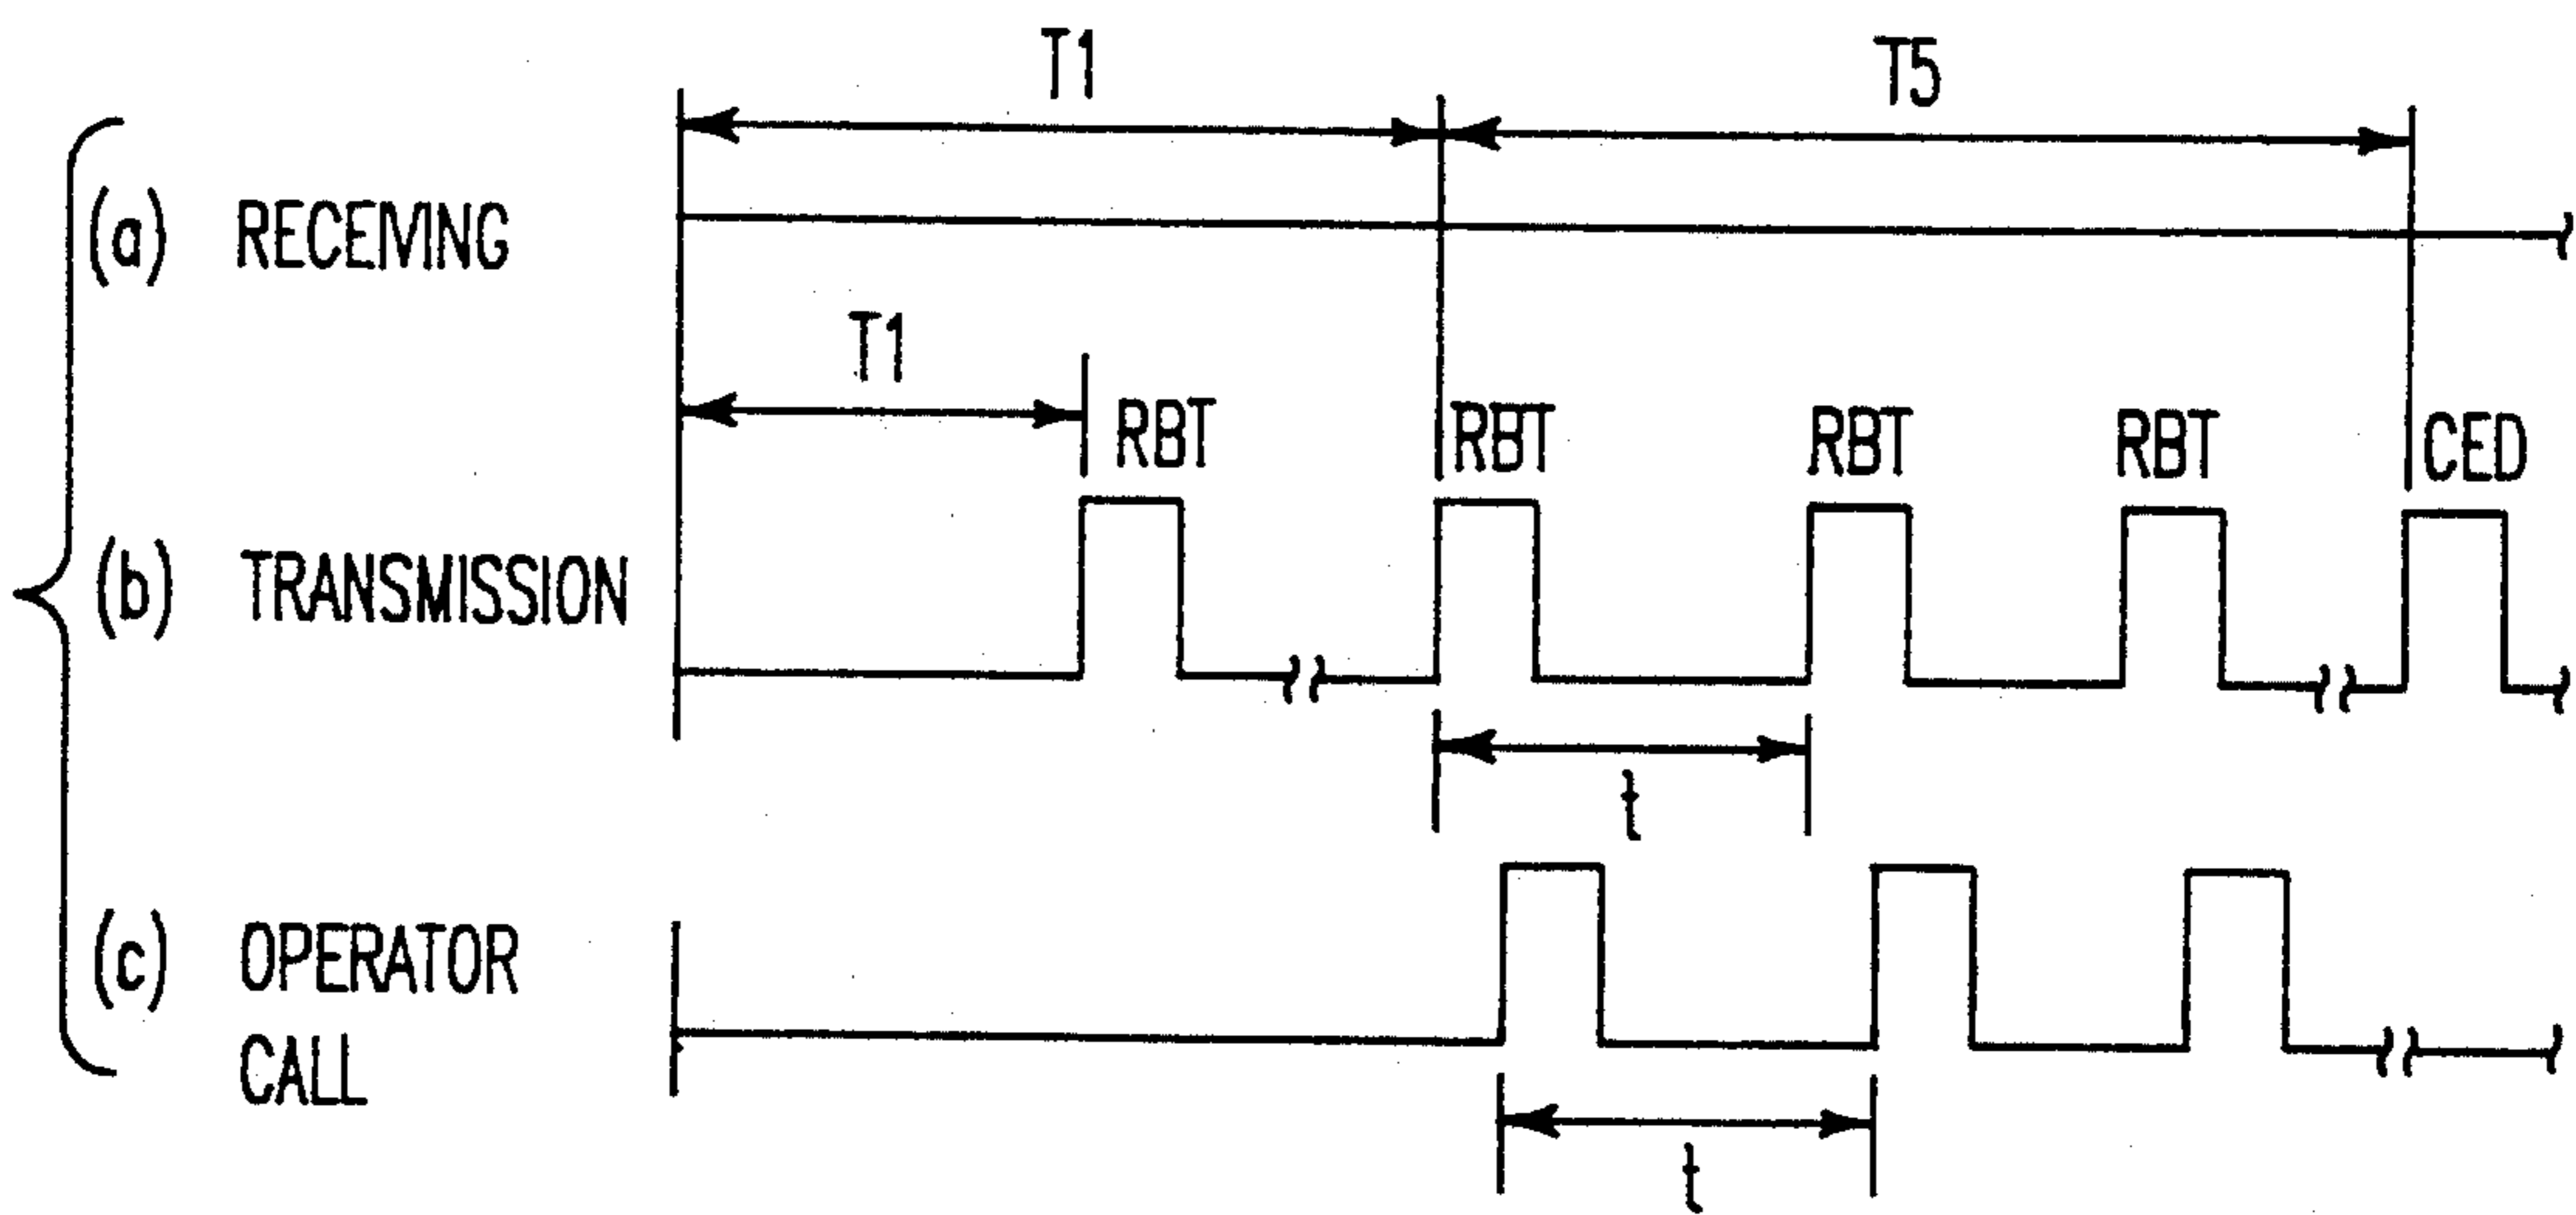 T1 T5
(a) RECEIVING
T1
RBT RBT RBT RBT CED
(b) TRANSMISSION
t
(c) OPERATOR
CALL
t